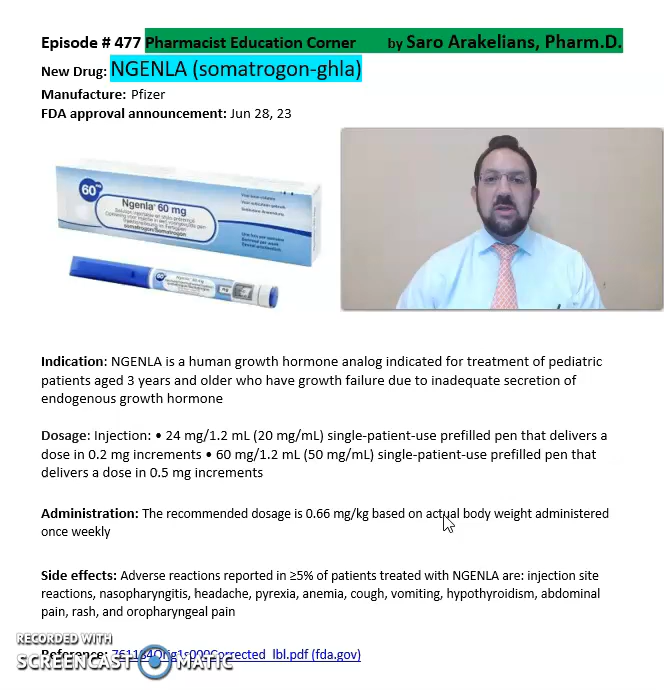 Episode # 477 Pharmacist Education Corner by Saro Arakelians, Pharm.D.
New Drug: NGENLA (somatrogon-ghla)
Manufacture: Pfizer
FDA approval announcement: Jun 28, 23
60
Ngenla 60 mg
somatrogon/Somatrogon
Indication: NGENLA is a human growth hormone analog indicated for treatment of pediatric
patients aged 3 years and older who have growth failure due to inadequate secretion of
endogenous growth hormone
Dosage: Injection: • 24 mg/1.2 mL (20 mg/mL) single-patient-use prefilled pen that delivers a
dose in 0.2 mg increments • 60 mg/1.2 mL (50 mg/mL) single-patient-use prefilled pen that
delivers a dose in 0.5 mg increments
Administration: The recommended dosage is 0.66 mg/kg based on actual body weight administered
once weekly
Side effects: Adverse reactions reported in ≥5% of patients treated with NGENLA are: injection site
reactions, nasopharyngitis, headache, pyrexia, anemia, cough, vomiting, hypothyroidism, abdominal
pain, rash, and oropharyngeal pain
Reference: 761184Orig1s000Corrected_lbl.pdf (fda.gov)
RECORDED WITH
SCREENCAST MATIC